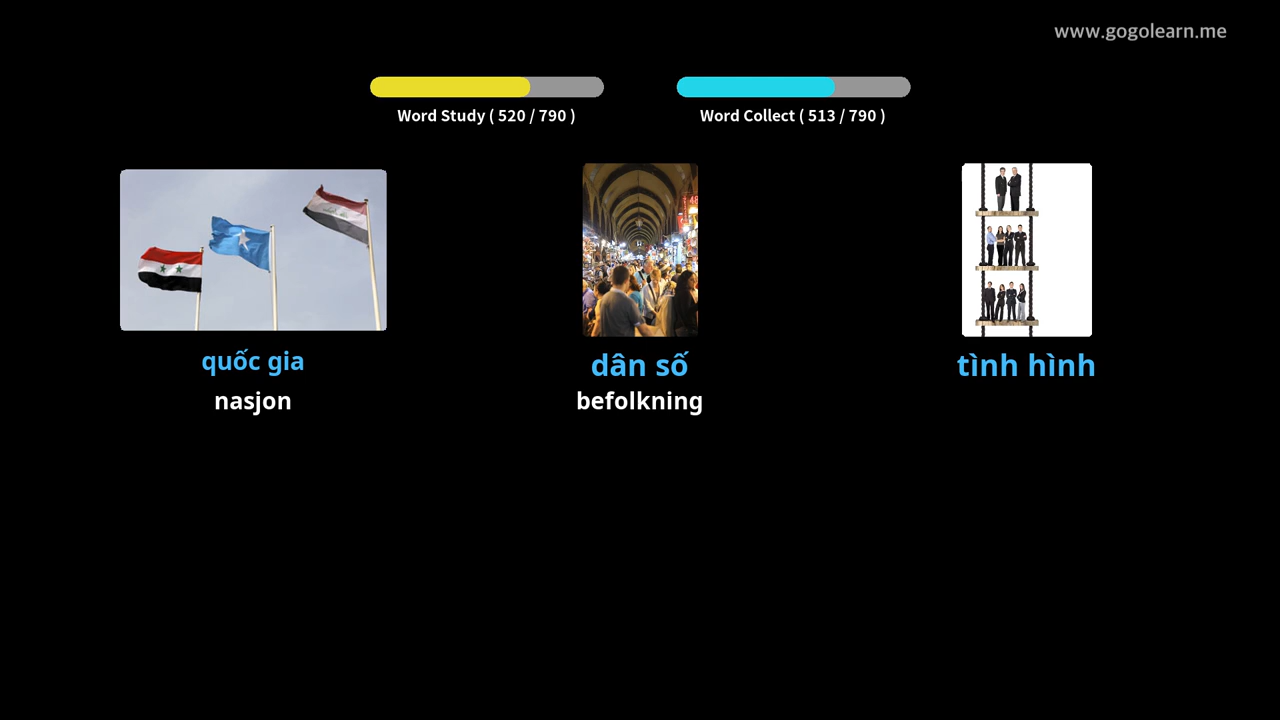 www.gogolearn.me
Word Study ( 520 / 790 )
Word Collect ( 513 / 790 )
quốc gia
nasjon
dân số
befolkning
tình hình